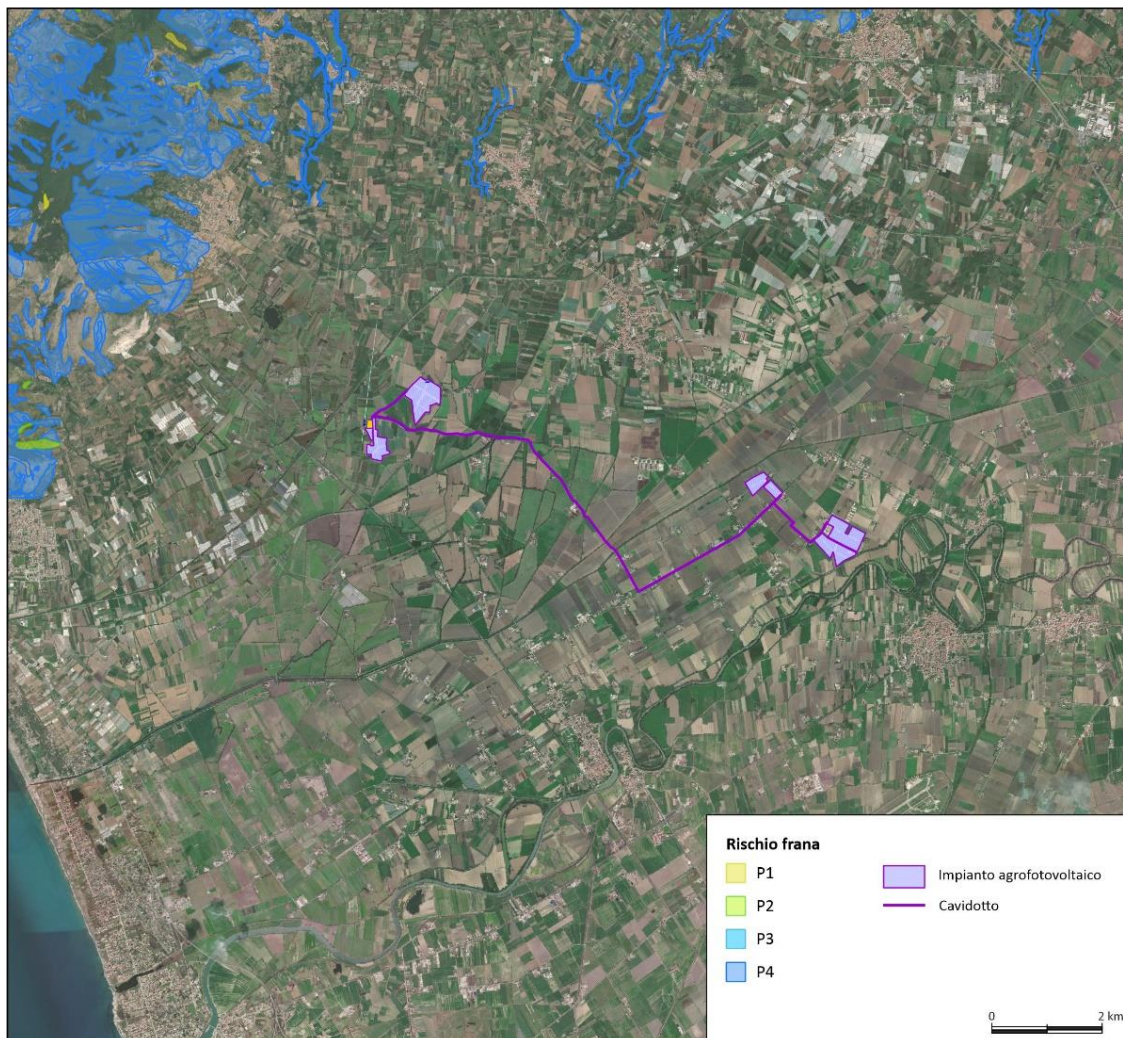 Rischio frana
P1
P2
P3
P4
Impianto agrofotovoltaico
Cavidotto
0 2 km